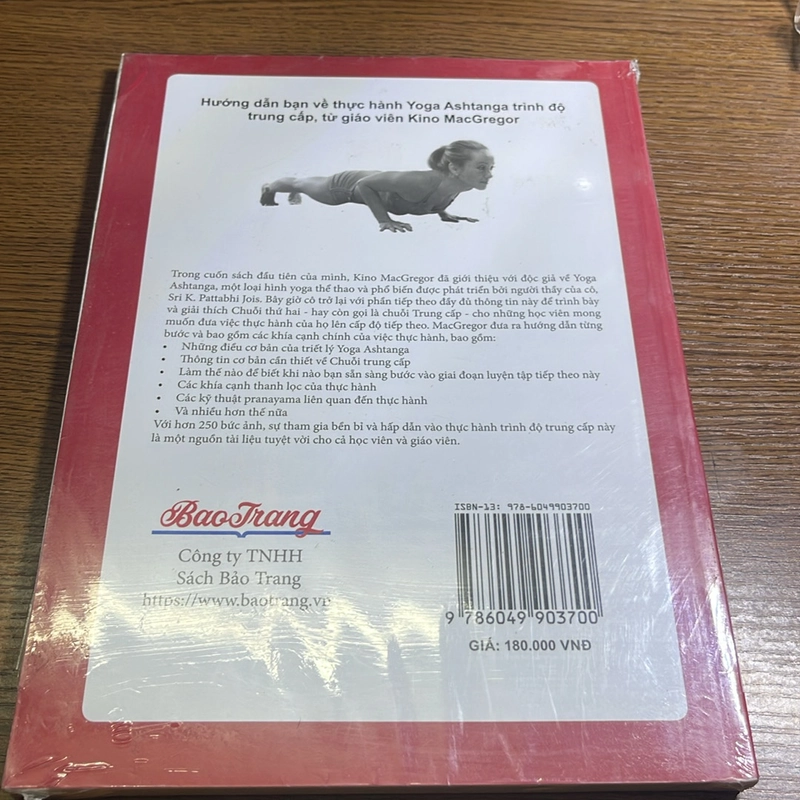 Hướng dẫn bạn về thực hành Yoga Ashtanga trình độ
trung cấp, từ giáo viên Kino MacGregor
Trong cuốn sách đầu tiên của mình, Kino MacGregor đã giới thiệu với độc giả về Yoga
Ashtanga, một loại hình yoga thể thao và phổ biến được phát triển bởi người thầy của cô,
Sri K. Pattabhi Jois. Bây giờ cô trở lại với phần tiếp theo đầy đủ thông tin này để trình bày
và giải thích Chuỗi thứ hai - hay còn gọi là chuỗi Trung cấp - cho những học viên mong
muốn đưa việc thực hành của họ lên cấp độ tiếp theo. MacGregor đưa ra hướng dẫn từng
bước và bao gồm các khía cạnh chính của việc thực hành, bao gồm:
• Những điều cơ bản của triết lý Yoga Ashtanga
• Thông tin cơ bản cần thiết về Chuỗi trung cấp
• Làm thế nào để biết khi nào bạn sẵn sàng bước vào giai đoạn luyện tập tiếp theo này
• Các khía cạnh thanh lọc của thực hành
• Các kỹ thuật pranayama liên quan đến thực hành
• Và nhiều hơn thế nữa
Với hơn 250 bức ảnh, sự tham gia bền bỉ và hấp dẫn vào thực hành trình độ trung cấp này
là một nguồn tài liệu tuyệt vời cho cả học viên và giáo viên.
BaoTrang
Công ty TNHH
Sách Bảo Trang
https://www.baotrang.vn
ISBN-13: 978-6049903700
9 786049 903700
GIÁ: 180.000 VNĐ